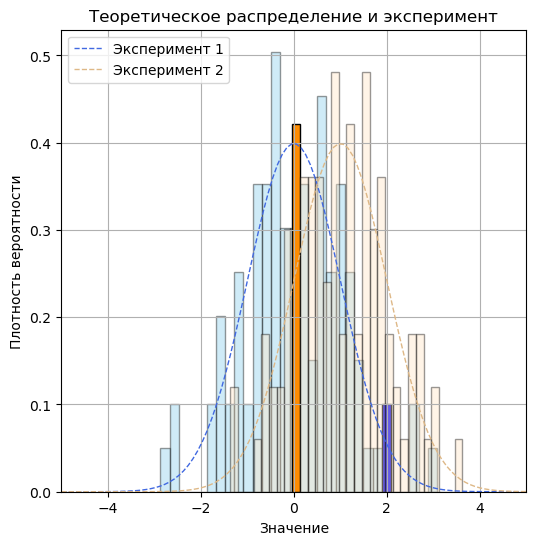 Теоретическое распределение и эксперимент
Эксперимент 1
Эксперимент 2
Плотность вероятности
0.5
0.4
0.3
0.2
0.1
0.0
−4 −2 0 2 4
Значение